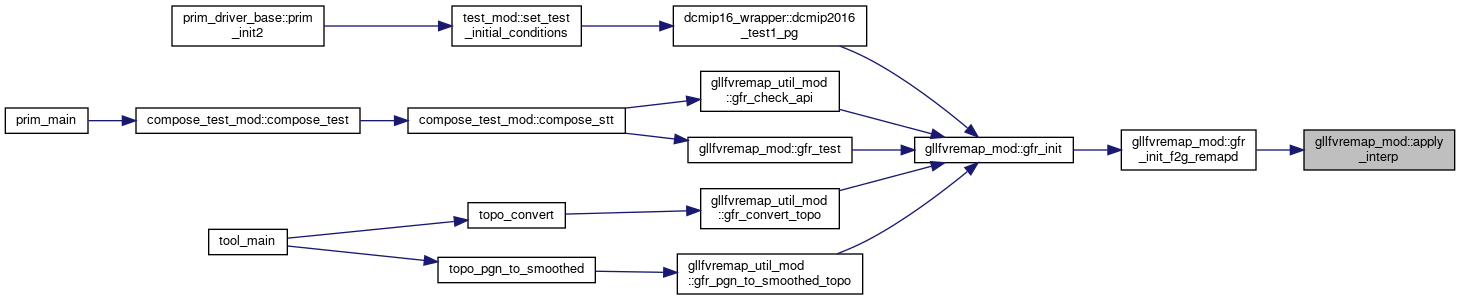 prim_driver_base::prim
_init2
test_mod::set_test
_initial_conditions
dcmip16_wrapper::dcmip2016
_test1_pg
gllfvremap_util_mod
::gfr_check_api
prim_main
compose_test_mod::compose_test
compose_test_mod::compose_stt
gllfvremap_mod::gfr_test
gllfvremap_mod::gfr_init
gllfvremap_mod::gfr
_init_f2g_remapd
gllfvremap_mod::apply
_interp
gllfvremap_util_mod
::gfr_convert_topo
topo_convert
tool_main
topo_pgn_to_smoothed
gllfvremap_util_mod
::gfr_pgn_to_smoothed_topo